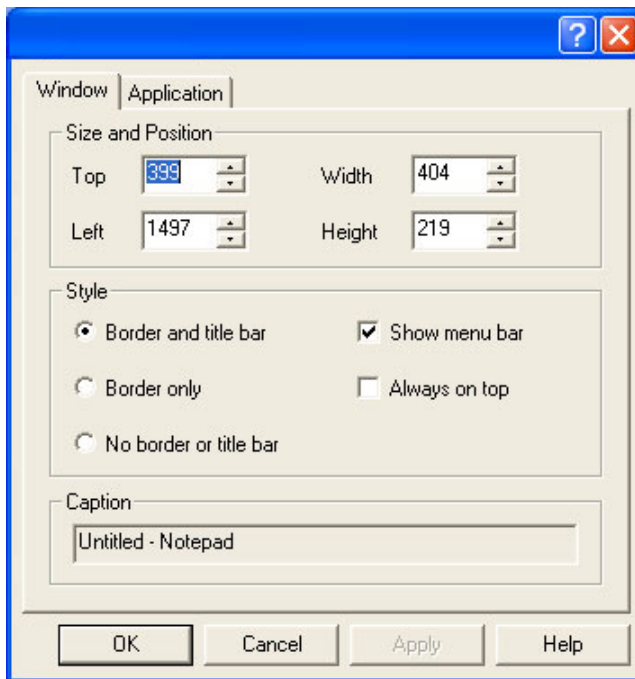 Window Application
Size and Position
Top 399 Width 404
Left 1497 Height 219
Style
Border and title bar Show menu bar
Border only Always on top
No border or title bar
Caption
Untitled - Notepad
OK Cancel Apply Help